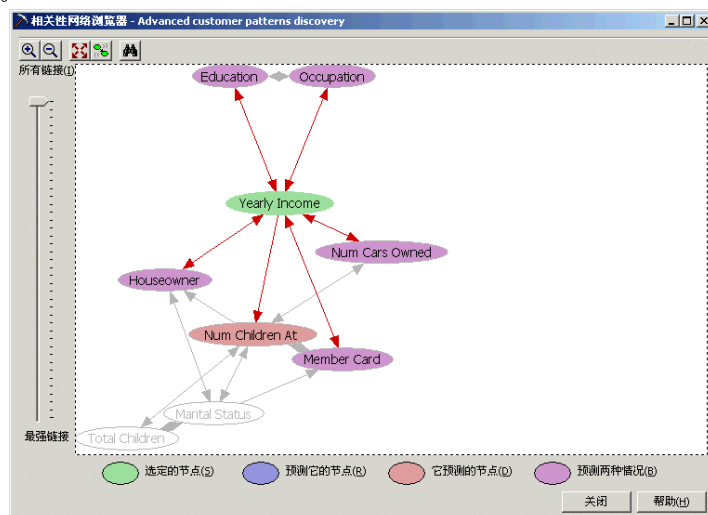 相关性网络浏览器 - Advanced customer patterns discovery
所有链接(I)
Education
Occupation
Yearly Income
Num Cars Owned
Houseowner
Num Children At
Member Card
Marital Status
Total Children
最强链接
选定的节点(S) 预测它的节点(R) 它预测的节点(D) 预测两种情况(B)
关闭 帮助(H)